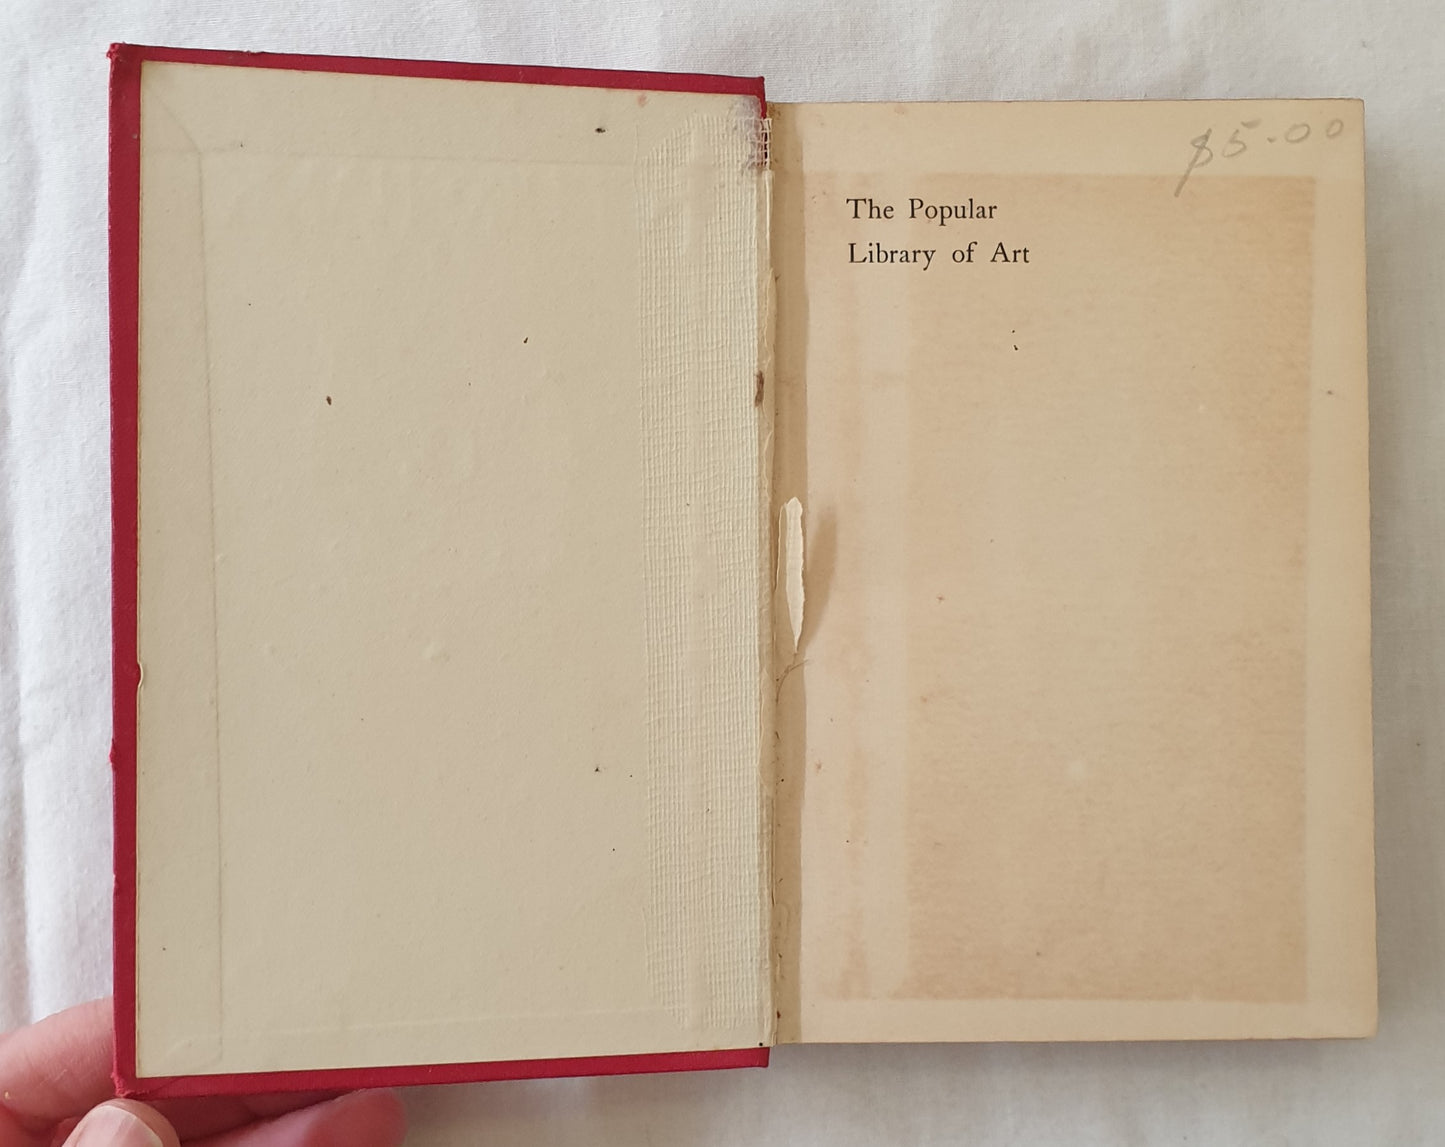 $5.00
The Popular
Library of Art